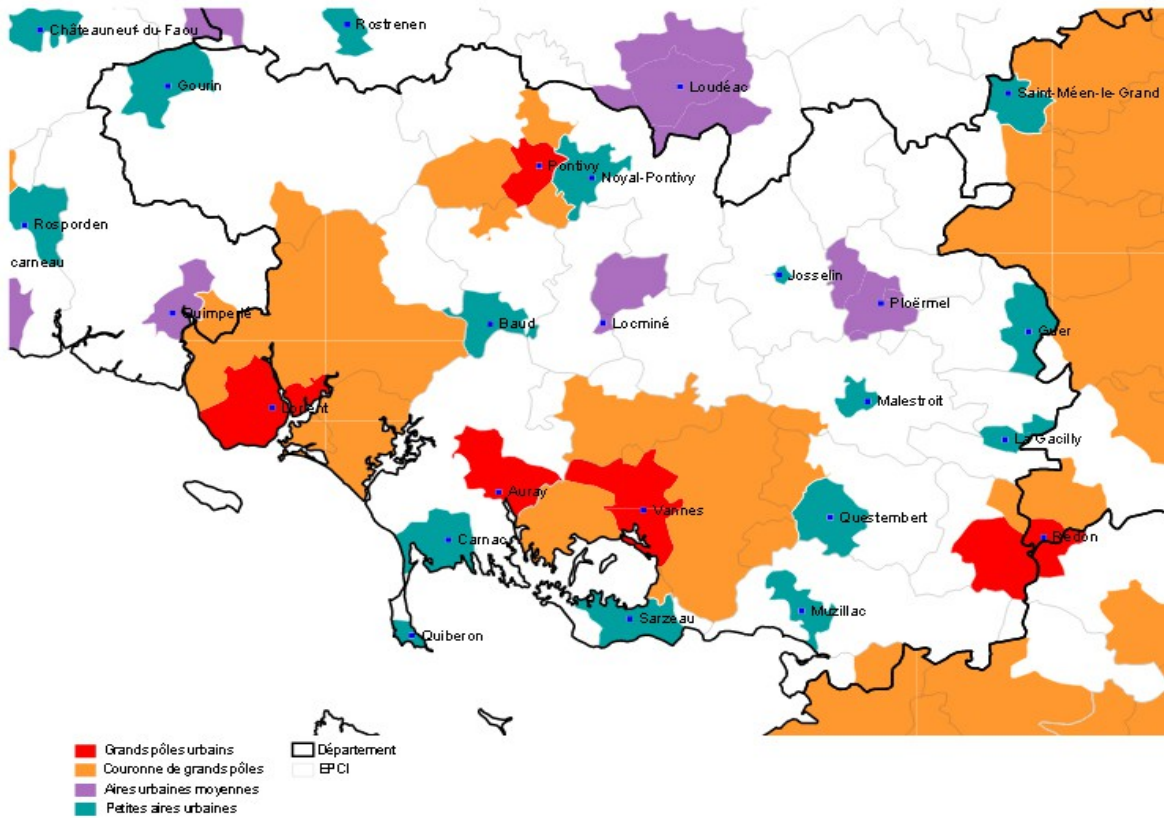 Châteauneuf-du-Faou
Rostrenen
Gourin
Loudéac
Saint-Méen-le-Grand
Pontivy
Noyal-Pontivy
Rosporden
carneau
Josselin
Ploërmel
Quimperlé
Baud
Locminé
Guer
Lorient
Malestroit
La Gacilly
Auray
Vannes
Questembert
Carnac
Redon
Muzillac
Sarzeau
Quiberon
Grands pôles urbains
Département
Couronne de grands pôles
EPCI
Aires urbaines moyennes
Petites aires urbaines